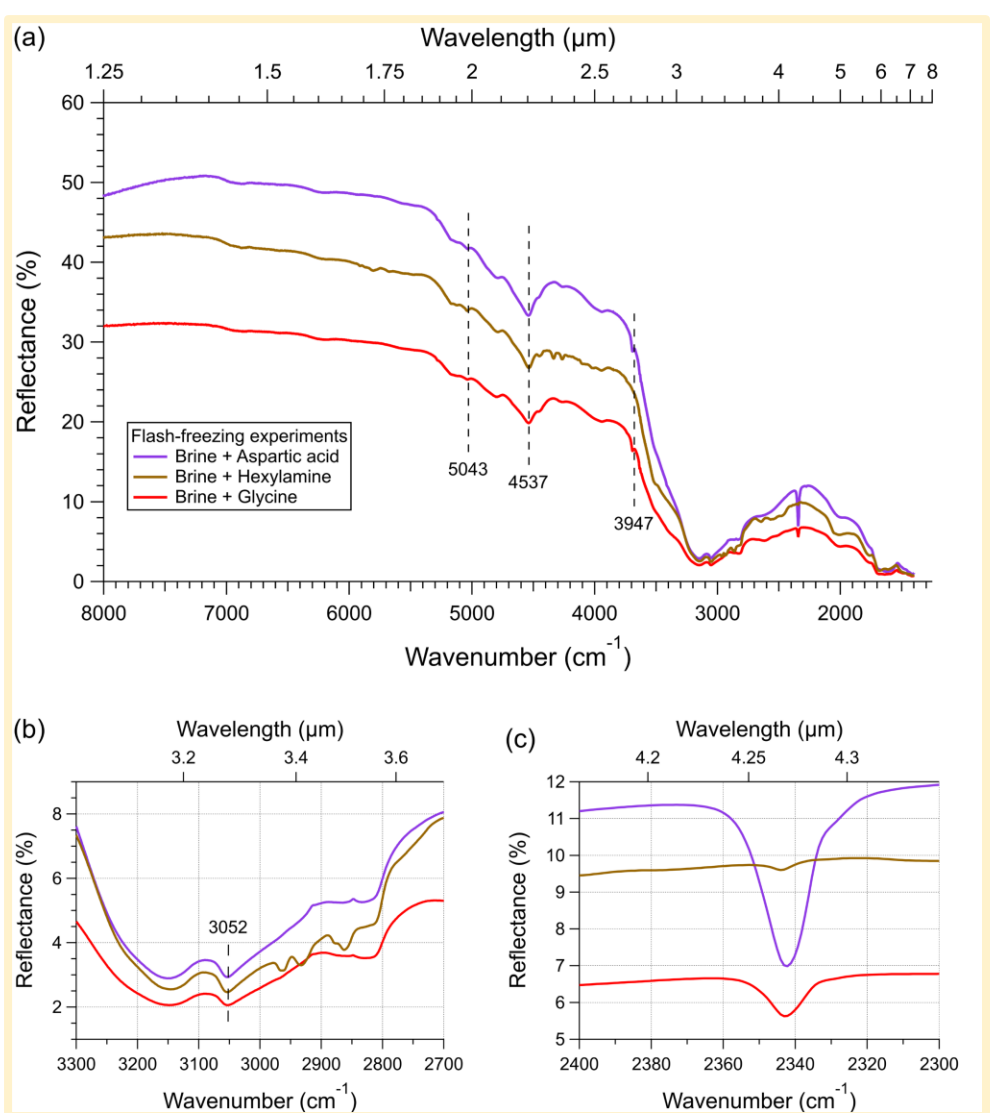 (a)
Wavelength (μm)
1.25 1.5 1.75 2 2.5 3 4 5 6 7 8
60
50
40
30
20
10
0
Reflectance (%)
Flash-freezing experiments
Brine + Aspartic acid
Brine + Hexylamine
Brine + Glycine
5043
4537
3947
8000 7000 6000 5000 4000 3000 2000
Wavenumber (cm⁻¹)
(b)
Wavelength (μm)
3.2 3.4 3.6
8
6
4
2
Reflectance (%)
3052
3300 3200 3100 3000 2900 2800 2700
Wavenumber (cm⁻¹)
(c)
Wavelength (μm)
4.2 4.25 4.3
12
11
10
9
8
7
6
5
Reflectance (%)
2400 2380 2360 2340 2320 2300
Wavenumber (cm⁻¹)